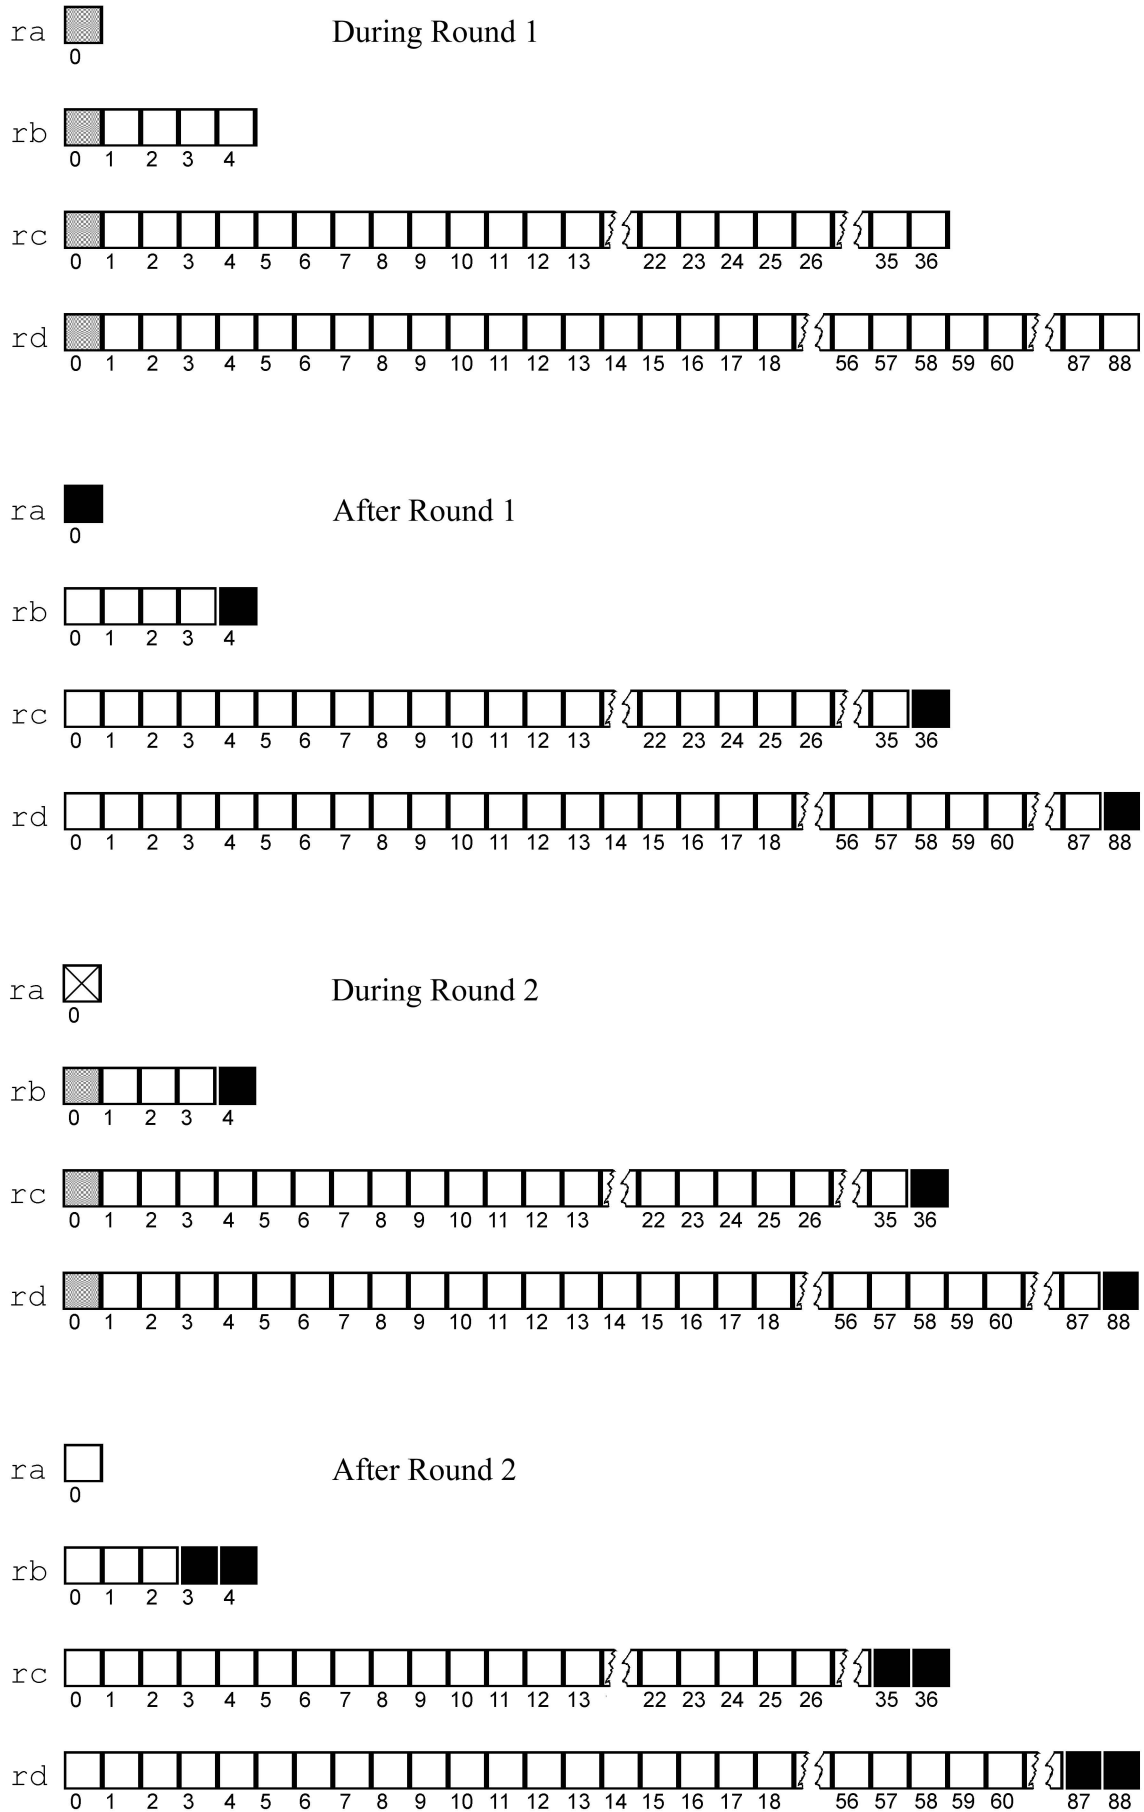 ra During Round 1
0
rb
0 1 2 3 4
rc
0 1 2 3 4 5 6 7 8 9 10 11 12 13 22 23 24 25 26 35 36
rd
0 1 2 3 4 5 6 7 8 9 10 11 12 13 14 15 16 17 18 56 57 58 59 60 87 88
ra After Round 1
0
rb
0 1 2 3 4
rc
0 1 2 3 4 5 6 7 8 9 10 11 12 13 22 23 24 25 26 35 36
rd
0 1 2 3 4 5 6 7 8 9 10 11 12 13 14 15 16 17 18 56 57 58 59 60 87 88
ra During Round 2
0
rb
0 1 2 3 4
rc
0 1 2 3 4 5 6 7 8 9 10 11 12 13 22 23 24 25 26 35 36
rd
0 1 2 3 4 5 6 7 8 9 10 11 12 13 14 15 16 17 18 56 57 58 59 60 87 88
ra After Round 2
0
rb
0 1 2 3 4
rc
0 1 2 3 4 5 6 7 8 9 10 11 12 13 22 23 24 25 26 35 36
rd
0 1 2 3 4 5 6 7 8 9 10 11 12 13 14 15 16 17 18 56 57 58 59 60 87 88